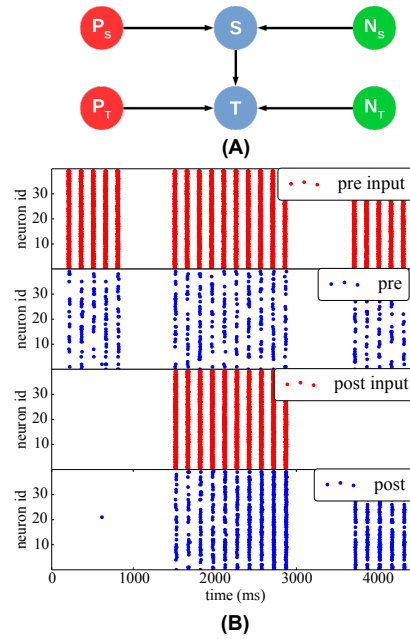 P_S S N_S
P_T T N_T
(A)
neuron id
30
20
10
pre input
neuron id
30
20
10
pre
neuron id
30
20
10
post input
neuron id
30
20
10
post
0 1000 2000 3000 4000
time (ms)
(B)